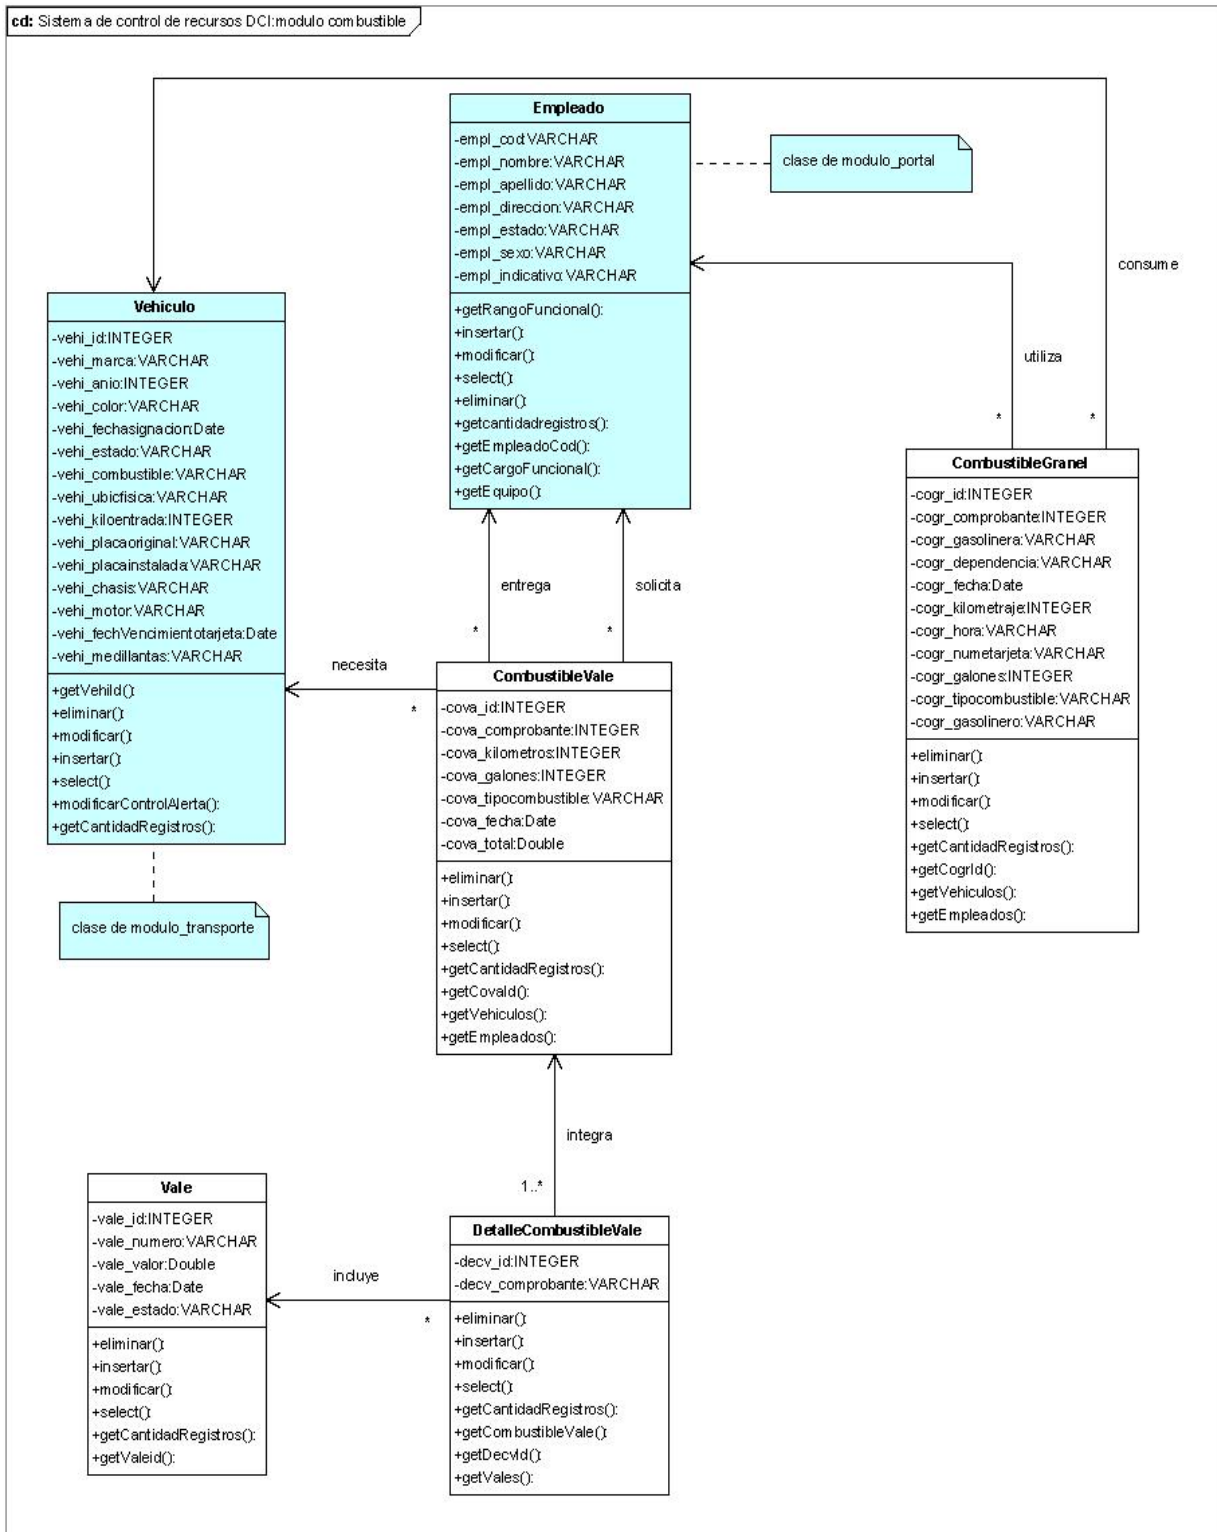 cd: Sistema de control de recursos DCI:modulo combustible
Empleado
-empl_cod:VARCHAR
-empl_nombre:VARCHAR
-empl_apellido:VARCHAR
-empl_direccion:VARCHAR
-empl_estado:VARCHAR
-empl_sexo:VARCHAR
-empl_indicativo:VARCHAR
+getRangoFuncional():
+insertar():
+modificar():
+select():
+eliminar():
+getcantidadregistros():
+getEmpleadoCod():
+getCargoFuncional():
+getEquipo():
clase de modulo_portal
consume
utiliza
*
*
Vehiculo
-vehi_id:INTEGER
-vehi_marca:VARCHAR
-vehi_anio:INTEGER
-vehi_color:VARCHAR
-vehi_fechasignacion:Date
-vehi_estado:VARCHAR
-vehi_combustible:VARCHAR
-vehi_ubicfisica:VARCHAR
-vehi_kiloentrada:INTEGER
-vehi_placaoriginal:VARCHAR
-vehi_placainstalada:VARCHAR
-vehi_chasis:VARCHAR
-vehi_motor:VARCHAR
-vehi_fechVencimientotarjeta:Date
-vehi_medillantas:VARCHAR
+getVehiId():
+eliminar():
+modificar():
+insertar():
+select():
+modificarControlAlerta():
+getCantidadRegistros():
clase de modulo_transporte
CombustibleGranel
-cogr_id:INTEGER
-cogr_comprobante:INTEGER
-cogr_gasolinera:VARCHAR
-cogr_dependencia:VARCHAR
-cogr_fecha:Date
-cogr_kilometraje:INTEGER
-cogr_hora:VARCHAR
-cogr_numetarjeta:VARCHAR
-cogr_galones:INTEGER
-cogr_tipocombustible:VARCHAR
-cogr_gasolinero:VARCHAR
+eliminar():
+insertar():
+modificar():
+select():
+getCantidadRegistros():
+getCogrId():
+getVehiculos():
+getEmpleados():
entrega
solicita
*
*
necesita
*
CombustibleVale
-cova_id:INTEGER
-cova_comprobante:INTEGER
-cova_kilometros:INTEGER
-cova_galones:INTEGER
-cova_tipocombustible:VARCHAR
-cova_fecha:Date
-cova_total:Double
+eliminar():
+insertar():
+modificar():
+select():
+getCantidadRegistros():
+getCovaId():
+getVehiculos():
+getEmpleados():
integra
1..*
Vale
-vale_id:INTEGER
-vale_numero:VARCHAR
-vale_valor:Double
-vale_fecha:Date
-vale_estado:VARCHAR
+eliminar():
+insertar():
+modificar():
+select():
+getCantidadRegistros():
+getValeid():
incluye
*
DetalleCombustibleVale
-decv_id:INTEGER
-decv_comprobante:VARCHAR
+eliminar():
+insertar():
+modificar():
+select():
+getCantidadRegistros():
+getCombustibleVale():
+getDecvId():
+getVales():